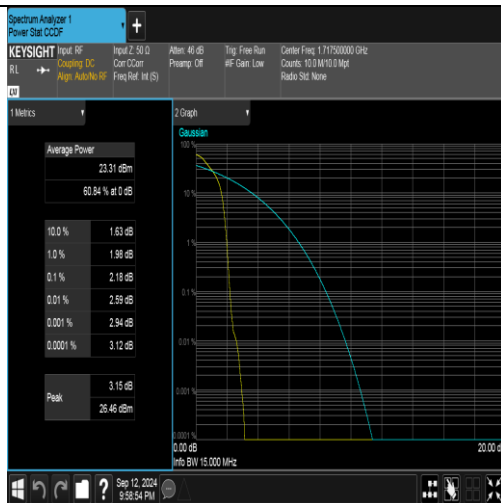 Spectrum Analyzer 1
Power Stat CCDF
+
KEYSIGHT
RL
LXI
Input: RF
Coupling: DC
Align: Auto/No RF
Input Z: 50 Ω
Corr CCorr
Freq Ref: Int (S)
Atten: 46 dB
Preamp: Off
Trig: Free Run
#IF Gain: Low
Center Freq: 1.717500000 GHz
Counts: 10.0 M/10.0 Mpt
Radio Std: None
1 Metrics
Average Power
23.31 dBm
60.84 % at 0 dB
10.0 % 1.63 dB
1.0 % 1.98 dB
0.1 % 2.18 dB
0.01 % 2.59 dB
0.001 % 2.94 dB
0.0001 % 3.12 dB
Peak
3.15 dB
26.46 dBm
2 Graph
Gaussian
100 %
10 %
1 %
0.1 %
0.01 %
0.001 %
0.0001 %
0.00 dB
20.00 d
Info BW 15.000 MHz
?
Sep 12, 2024
9:58:54 PM